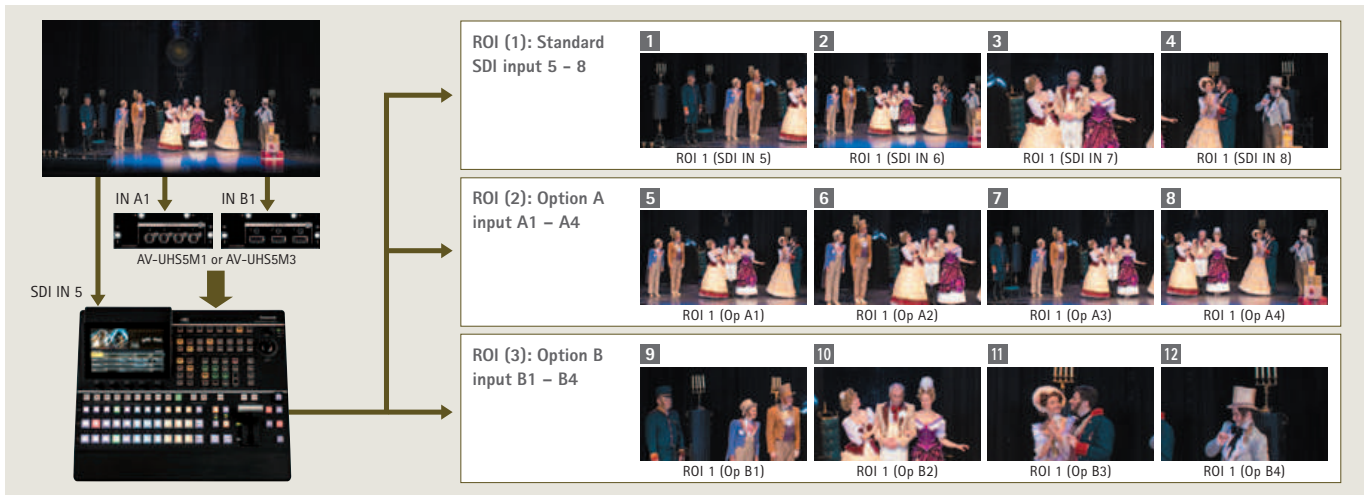 IN A1
IN B1
AV-UHS5M1 or AV-UHS5M3
SDI IN 5
ROI (1): Standard
SDI input 5 - 8
1
2
3
4
ROI 1 (SDI IN 5)
ROI 1 (SDI IN 6)
ROI 1 (SDI IN 7)
ROI 1 (SDI IN 8)
ROI (2): Option A
input A1 – A4
5
6
7
8
ROI 1 (Op A1)
ROI 1 (Op A2)
ROI 1 (Op A3)
ROI 1 (Op A4)
ROI (3): Option B
input B1 – B4
9
10
11
12
ROI 1 (Op B1)
ROI 1 (Op B2)
ROI 1 (Op B3)
ROI 1 (Op B4)